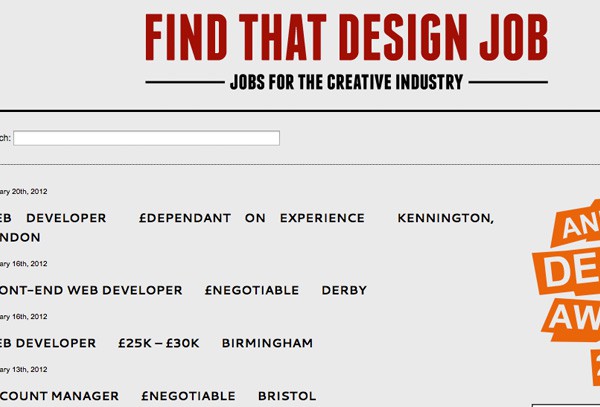 FIND THAT DESIGN JOB
JOBS FOR THE CREATIVE INDUSTRY
ch:
ary 20th, 2012
EB DEVELOPER £DEPENDANT ON EXPERIENCE KENNINGTON,
NDON
ary 16th, 2012
ONT-END WEB DEVELOPER £NEGOTIABLE DERBY
ary 16th, 2012
EB DEVELOPER £25K – £30K BIRMINGHAM
ary 13th, 2012
COUNT MANAGER £NEGOTIABLE BRISTOL
AN
DE
AW